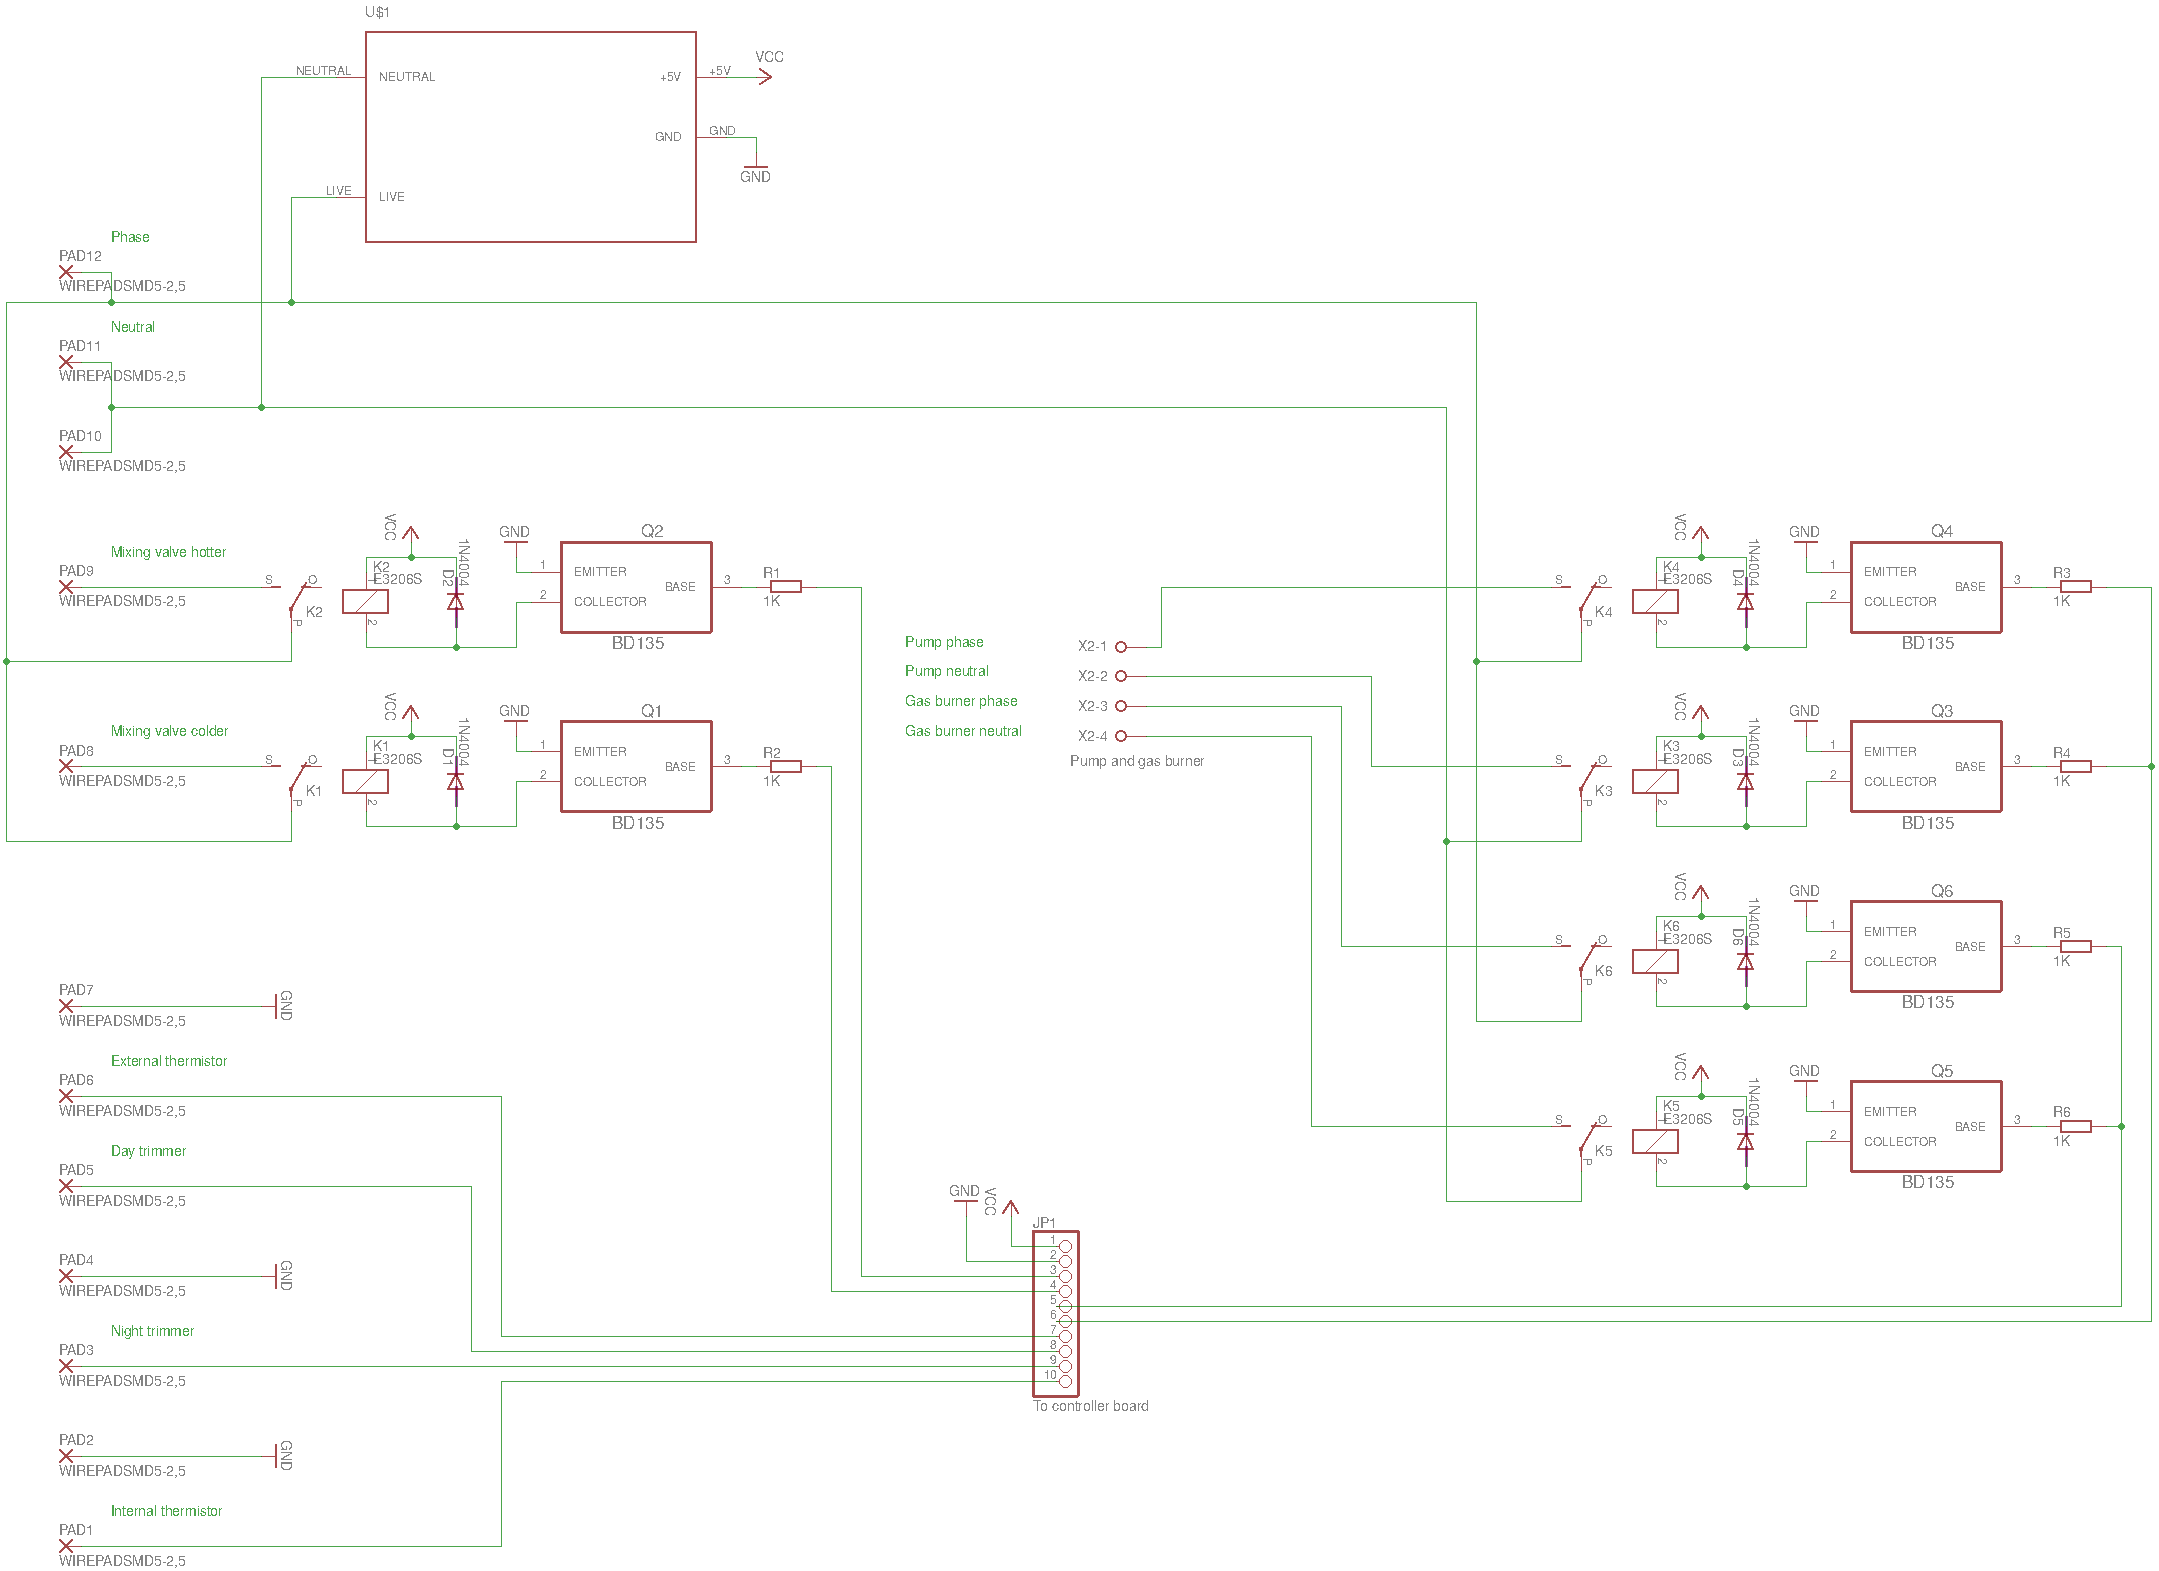 U$1
VCC
NEUTRAL
NEUTRAL
+5V
+5V
GND
GND
GND
LIVE
LIVE
Phase
PAD12
WIREPADSMD5-2,5
Neutral
PAD11
WIREPADSMD5-2,5
PAD10
WIREPADSMD5-2,5
Mixing valve hotter
PAD9
WIREPADSMD5-2,5
S
O
P
K2
VCC
K2
E3206S
2
1N4004
D2
GND
Q2
1
EMITTER
2
COLLECTOR
BASE
3
BD135
R1
1K
Mixing valve colder
PAD8
WIREPADSMD5-2,5
S
O
P
K1
VCC
K1
E3206S
2
1N4004
D1
GND
Q1
1
EMITTER
2
COLLECTOR
BASE
3
BD135
R2
1K
Pump phase
X2-1
Pump neutral
X2-2
Gas burner phase
X2-3
Gas burner neutral
X2-4
Pump and gas burner
S
O
P
K4
VCC
K4
E3206S
2
1N4004
D4
GND
Q4
1
EMITTER
2
COLLECTOR
BASE
3
BD135
R3
1K
S
O
P
K3
VCC
K3
E3206S
2
1N4004
D3
GND
Q3
1
EMITTER
2
COLLECTOR
BASE
3
BD135
R4
1K
S
O
P
K6
VCC
K6
E3206S
2
1N4004
D6
GND
Q6
1
EMITTER
2
COLLECTOR
BASE
3
BD135
R5
1K
S
O
P
K5
VCC
K5
E3206S
2
1N4004
D5
GND
Q5
1
EMITTER
2
COLLECTOR
BASE
3
BD135
R6
1K
PAD7
WIREPADSMD5-2,5
GND
External thermistor
PAD6
WIREPADSMD5-2,5
Day trimmer
PAD5
WIREPADSMD5-2,5
PAD4
WIREPADSMD5-2,5
GND
Night trimmer
PAD3
WIREPADSMD5-2,5
PAD2
WIREPADSMD5-2,5
GND
Internal thermistor
PAD1
WIREPADSMD5-2,5
GND
VCC
JP1
1
2
3
4
5
6
7
8
9
10
To controller board